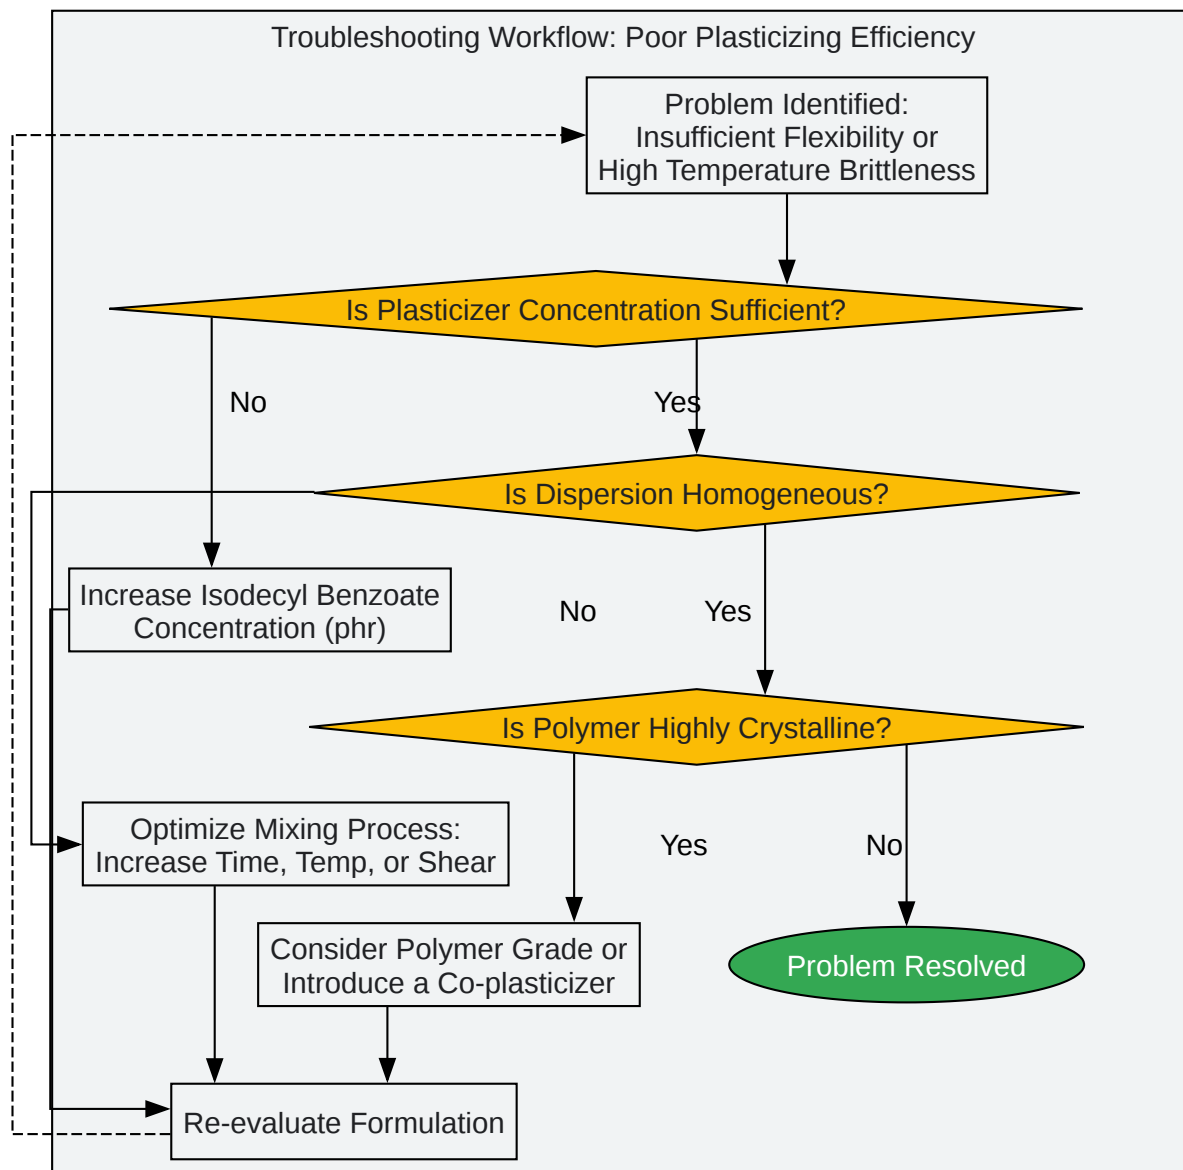 Troubleshooting Workflow: Poor Plasticizing Efficiency
Problem Identified:
Insufficient Flexibility or
High Temperature Brittleness
Is Plasticizer Concentration Sufficient?
No
Yes
Is Dispersion Homogeneous?
Increase Isodecyl Benzoate
Concentration (phr)
No
Yes
Is Polymer Highly Crystalline?
Optimize Mixing Process:
Increase Time, Temp, or Shear
Yes
No
Consider Polymer Grade or
Introduce a Co-plasticizer
Problem Resolved
Re-evaluate Formulation